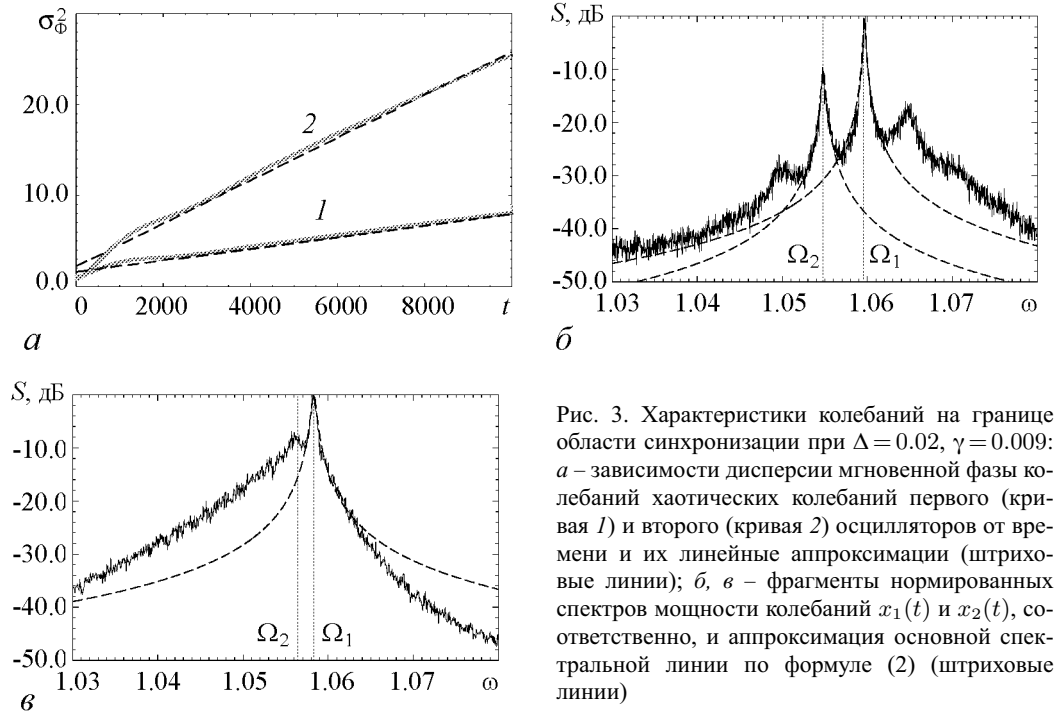 σ²_Φ
20.0
10.0
0.0
2
1
0 2000 4000 6000 8000 t
а
S, дБ
-10.0
-20.0
-30.0
-40.0
-50.0
Ω₂ Ω₁
1.03 1.04 1.05 1.06 1.07 ω
б
S, дБ
-10.0
-20.0
-30.0
-40.0
-50.0
Ω₂ Ω₁
1.03 1.04 1.05 1.06 1.07 ω
в
Рис. 3. Характеристики колебаний на границе
области синхронизации при Δ = 0.02, γ = 0.009:
а – зависимости дисперсии мгновенной фазы ко-
лебаний хаотических колебаний первого (кри-
вая 1) и второго (кривая 2) осцилляторов от вре-
мени и их линейные аппроксимации (штрихо-
вые линии); б, в – фрагменты нормированных
спектров мощности колебаний x₁(t) и x₂(t), со-
ответственно, и аппроксимация основной спек-
тральной линии по формуле (2) (штриховые
линии)